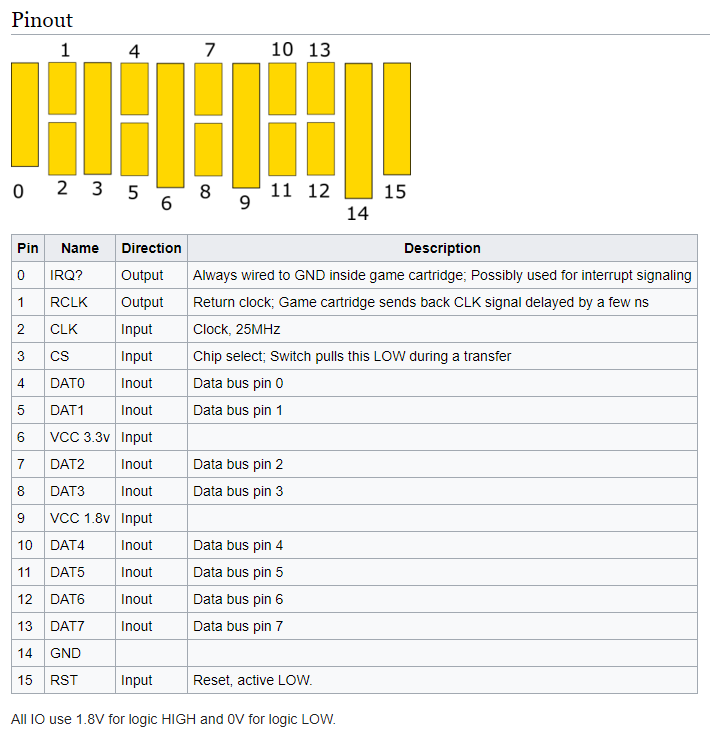 Pinout
1 4 7 10 13
0 2 3 5 6 8 9 11 12 14 15
Pin Name Direction Description
0 IRQ? Output Always wired to GND inside game cartridge; Possibly used for interrupt signaling
1 RCLK Output Return clock; Game cartridge sends back CLK signal delayed by a few ns
2 CLK Input Clock, 25MHz
3 CS Input Chip select; Switch pulls this LOW during a transfer
4 DAT0 Inout Data bus pin 0
5 DAT1 Inout Data bus pin 1
6 VCC 3.3v Input
7 DAT2 Inout Data bus pin 2
8 DAT3 Inout Data bus pin 3
9 VCC 1.8v Input
10 DAT4 Inout Data bus pin 4
11 DAT5 Inout Data bus pin 5
12 DAT6 Inout Data bus pin 6
13 DAT7 Inout Data bus pin 7
14 GND
15 RST Input Reset, active LOW.
All IO use 1.8V for logic HIGH and 0V for logic LOW.